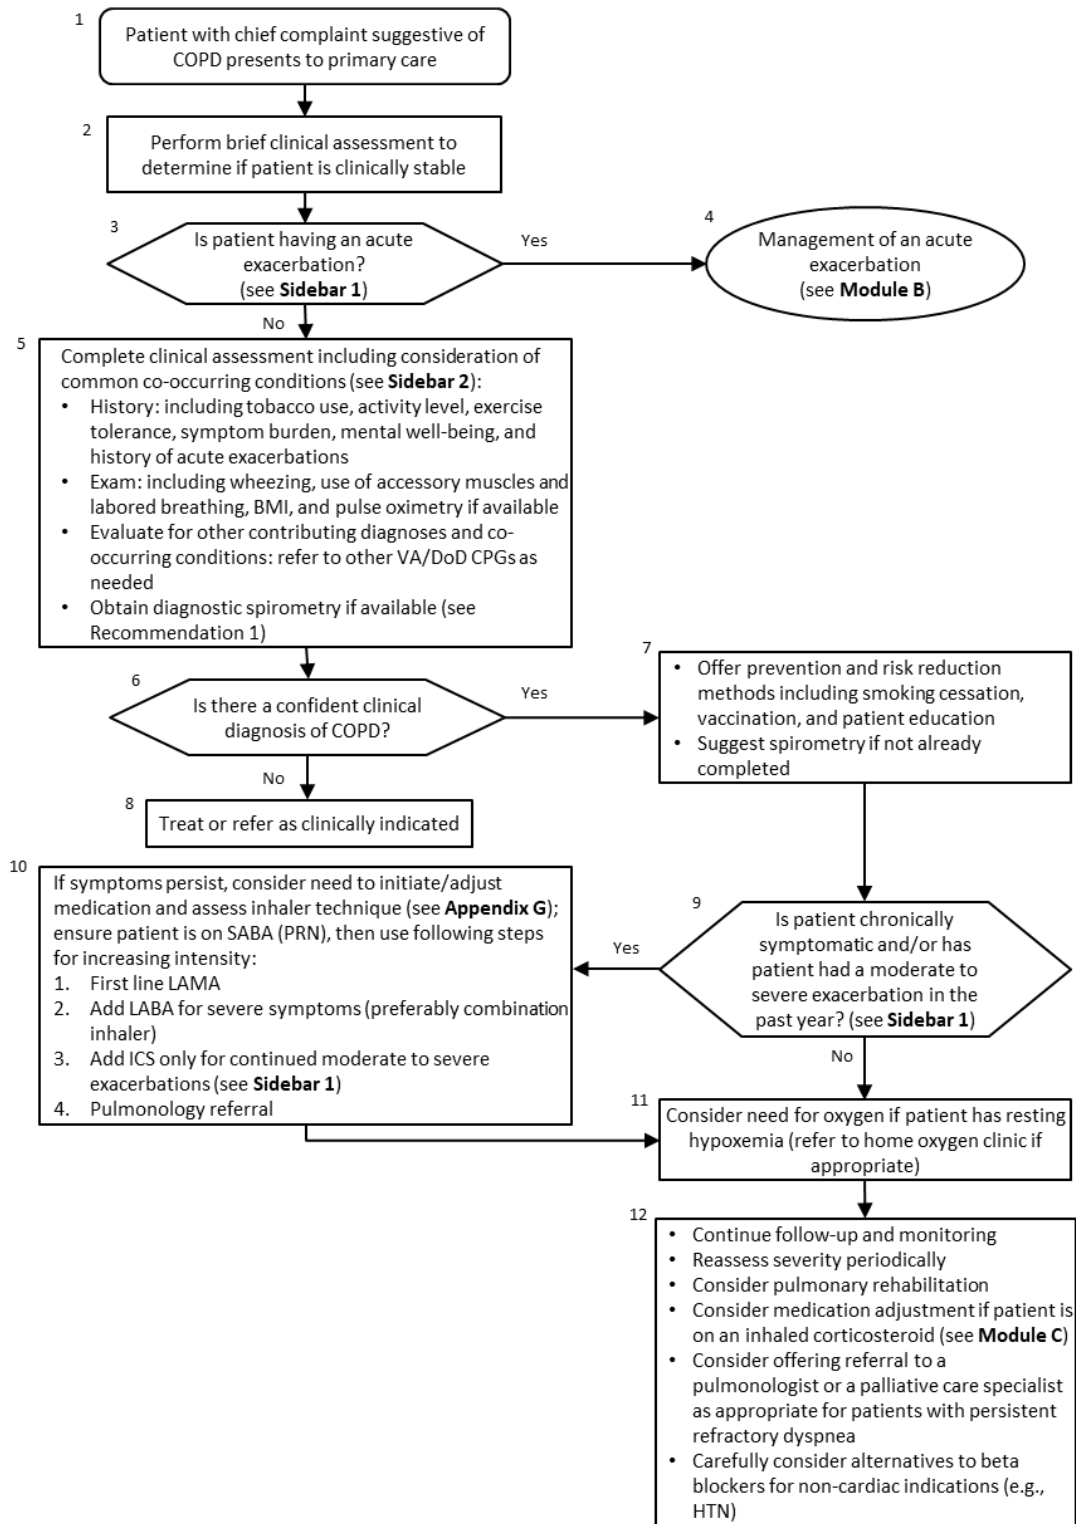 1
Patient with chief complaint suggestive of
COPD presents to primary care
2
Perform brief clinical assessment to
determine if patient is clinically stable
3
Is patient having an acute
exacerbation?
(see Sidebar 1)
Yes
4
Management of an acute
exacerbation
(see Module B)
No
5
Complete clinical assessment including consideration of
common co-occurring conditions (see Sidebar 2):
• History: including tobacco use, activity level, exercise
tolerance, symptom burden, mental well-being, and
history of acute exacerbations
• Exam: including wheezing, use of accessory muscles and
labored breathing, BMI, and pulse oximetry if available
• Evaluate for other contributing diagnoses and co-
occurring conditions: refer to other VA/DoD CPGs as
needed
• Obtain diagnostic spirometry if available (see
Recommendation 1)
6
Is there a confident clinical
diagnosis of COPD?
Yes
7
• Offer prevention and risk reduction
methods including smoking cessation,
vaccination, and patient education
• Suggest spirometry if not already
completed
No
8
Treat or refer as clinically indicated
9
Is patient chronically
symptomatic and/or has
patient had a moderate to
severe exacerbation in the
past year? (see Sidebar 1)
Yes
10
If symptoms persist, consider need to initiate/adjust
medication and assess inhaler technique (see Appendix G);
ensure patient is on SABA (PRN), then use following steps
for increasing intensity:
1. First line LAMA
2. Add LABA for severe symptoms (preferably combination
inhaler)
3. Add ICS only for continued moderate to severe
exacerbations (see Sidebar 1)
4. Pulmonology referral
No
11
Consider need for oxygen if patient has resting
hypoxemia (refer to home oxygen clinic if
appropriate)
12
• Continue follow-up and monitoring
• Reassess severity periodically
• Consider pulmonary rehabilitation
• Consider medication adjustment if patient is
on an inhaled corticosteroid (see Module C)
• Consider offering referral to a
pulmonologist or a palliative care specialist
as appropriate for patients with persistent
refractory dyspnea
• Carefully consider alternatives to beta
blockers for non-cardiac indications (e.g.,
HTN)